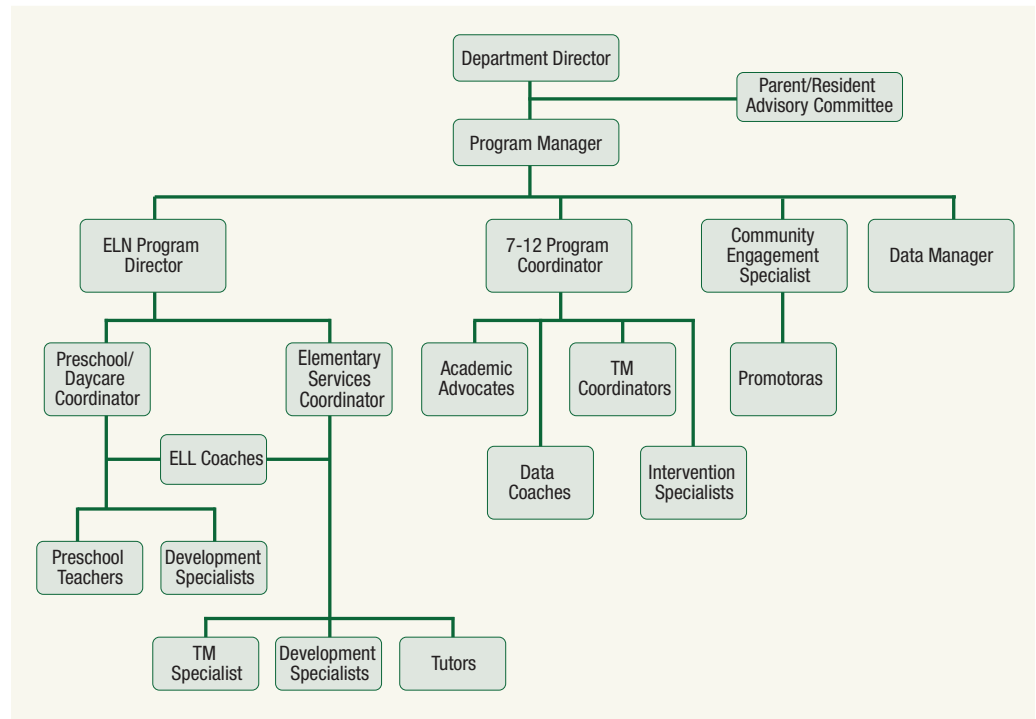 Department Director
Parent/Resident
Advisory Committee
Program Manager
ELN Program
Director
7-12 Program
Coordinator
Community
Engagement
Specialist
Data Manager
Preschool/
Daycare
Coordinator
Elementary
Services
Coordinator
Academic
Advocates
TM
Coordinators
Promotoras
ELL Coaches
Data
Coaches
Intervention
Specialists
Preschool
Teachers
Development
Specialists
TM
Specialist
Development
Specialists
Tutors